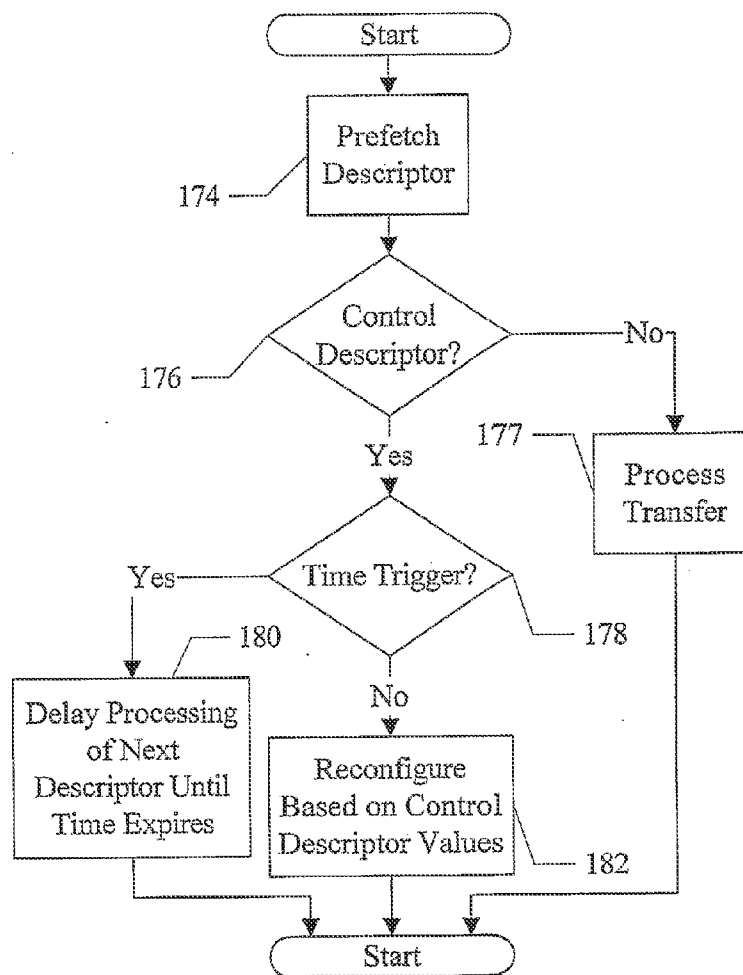 Start
Prefetch
Descriptor
174
Control
Descriptor?
176
No
Yes
177
Process
Transfer
Time Trigger?
Yes
178
180
No
Delay Processing
of Next
Descriptor Until
Time Expires
Reconfigure
Based on Control
Descriptor Values
182
Start